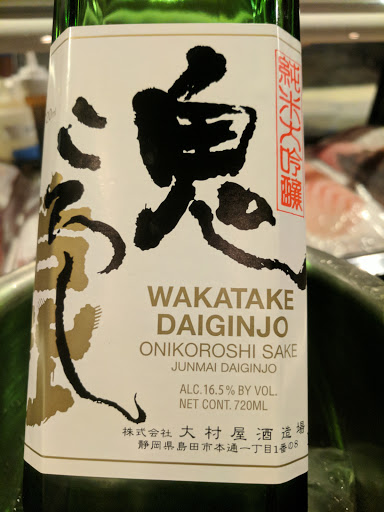 純米大吟醸
鬼
ころし
WAKATAKE
DAIGINJO
ONIKOROSHI SAKE
JUNMAI DAIGINJO
ALC.16.5% BY VOL.
NET CONT. 720ML
株式会社 大村屋酒造場
静岡県島田市本通一丁目1番の8